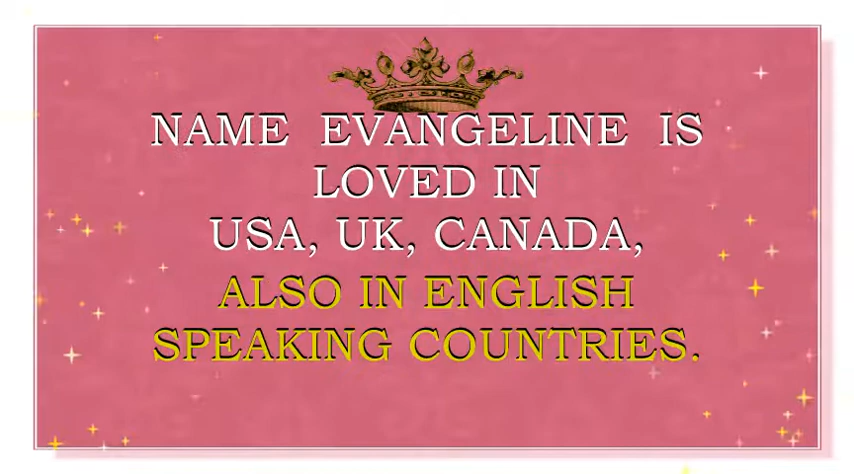 NAME EVANGELINE IS
LOVED IN
USA, UK, CANADA,
ALSO IN ENGLISH
SPEAKING COUNTRIES.